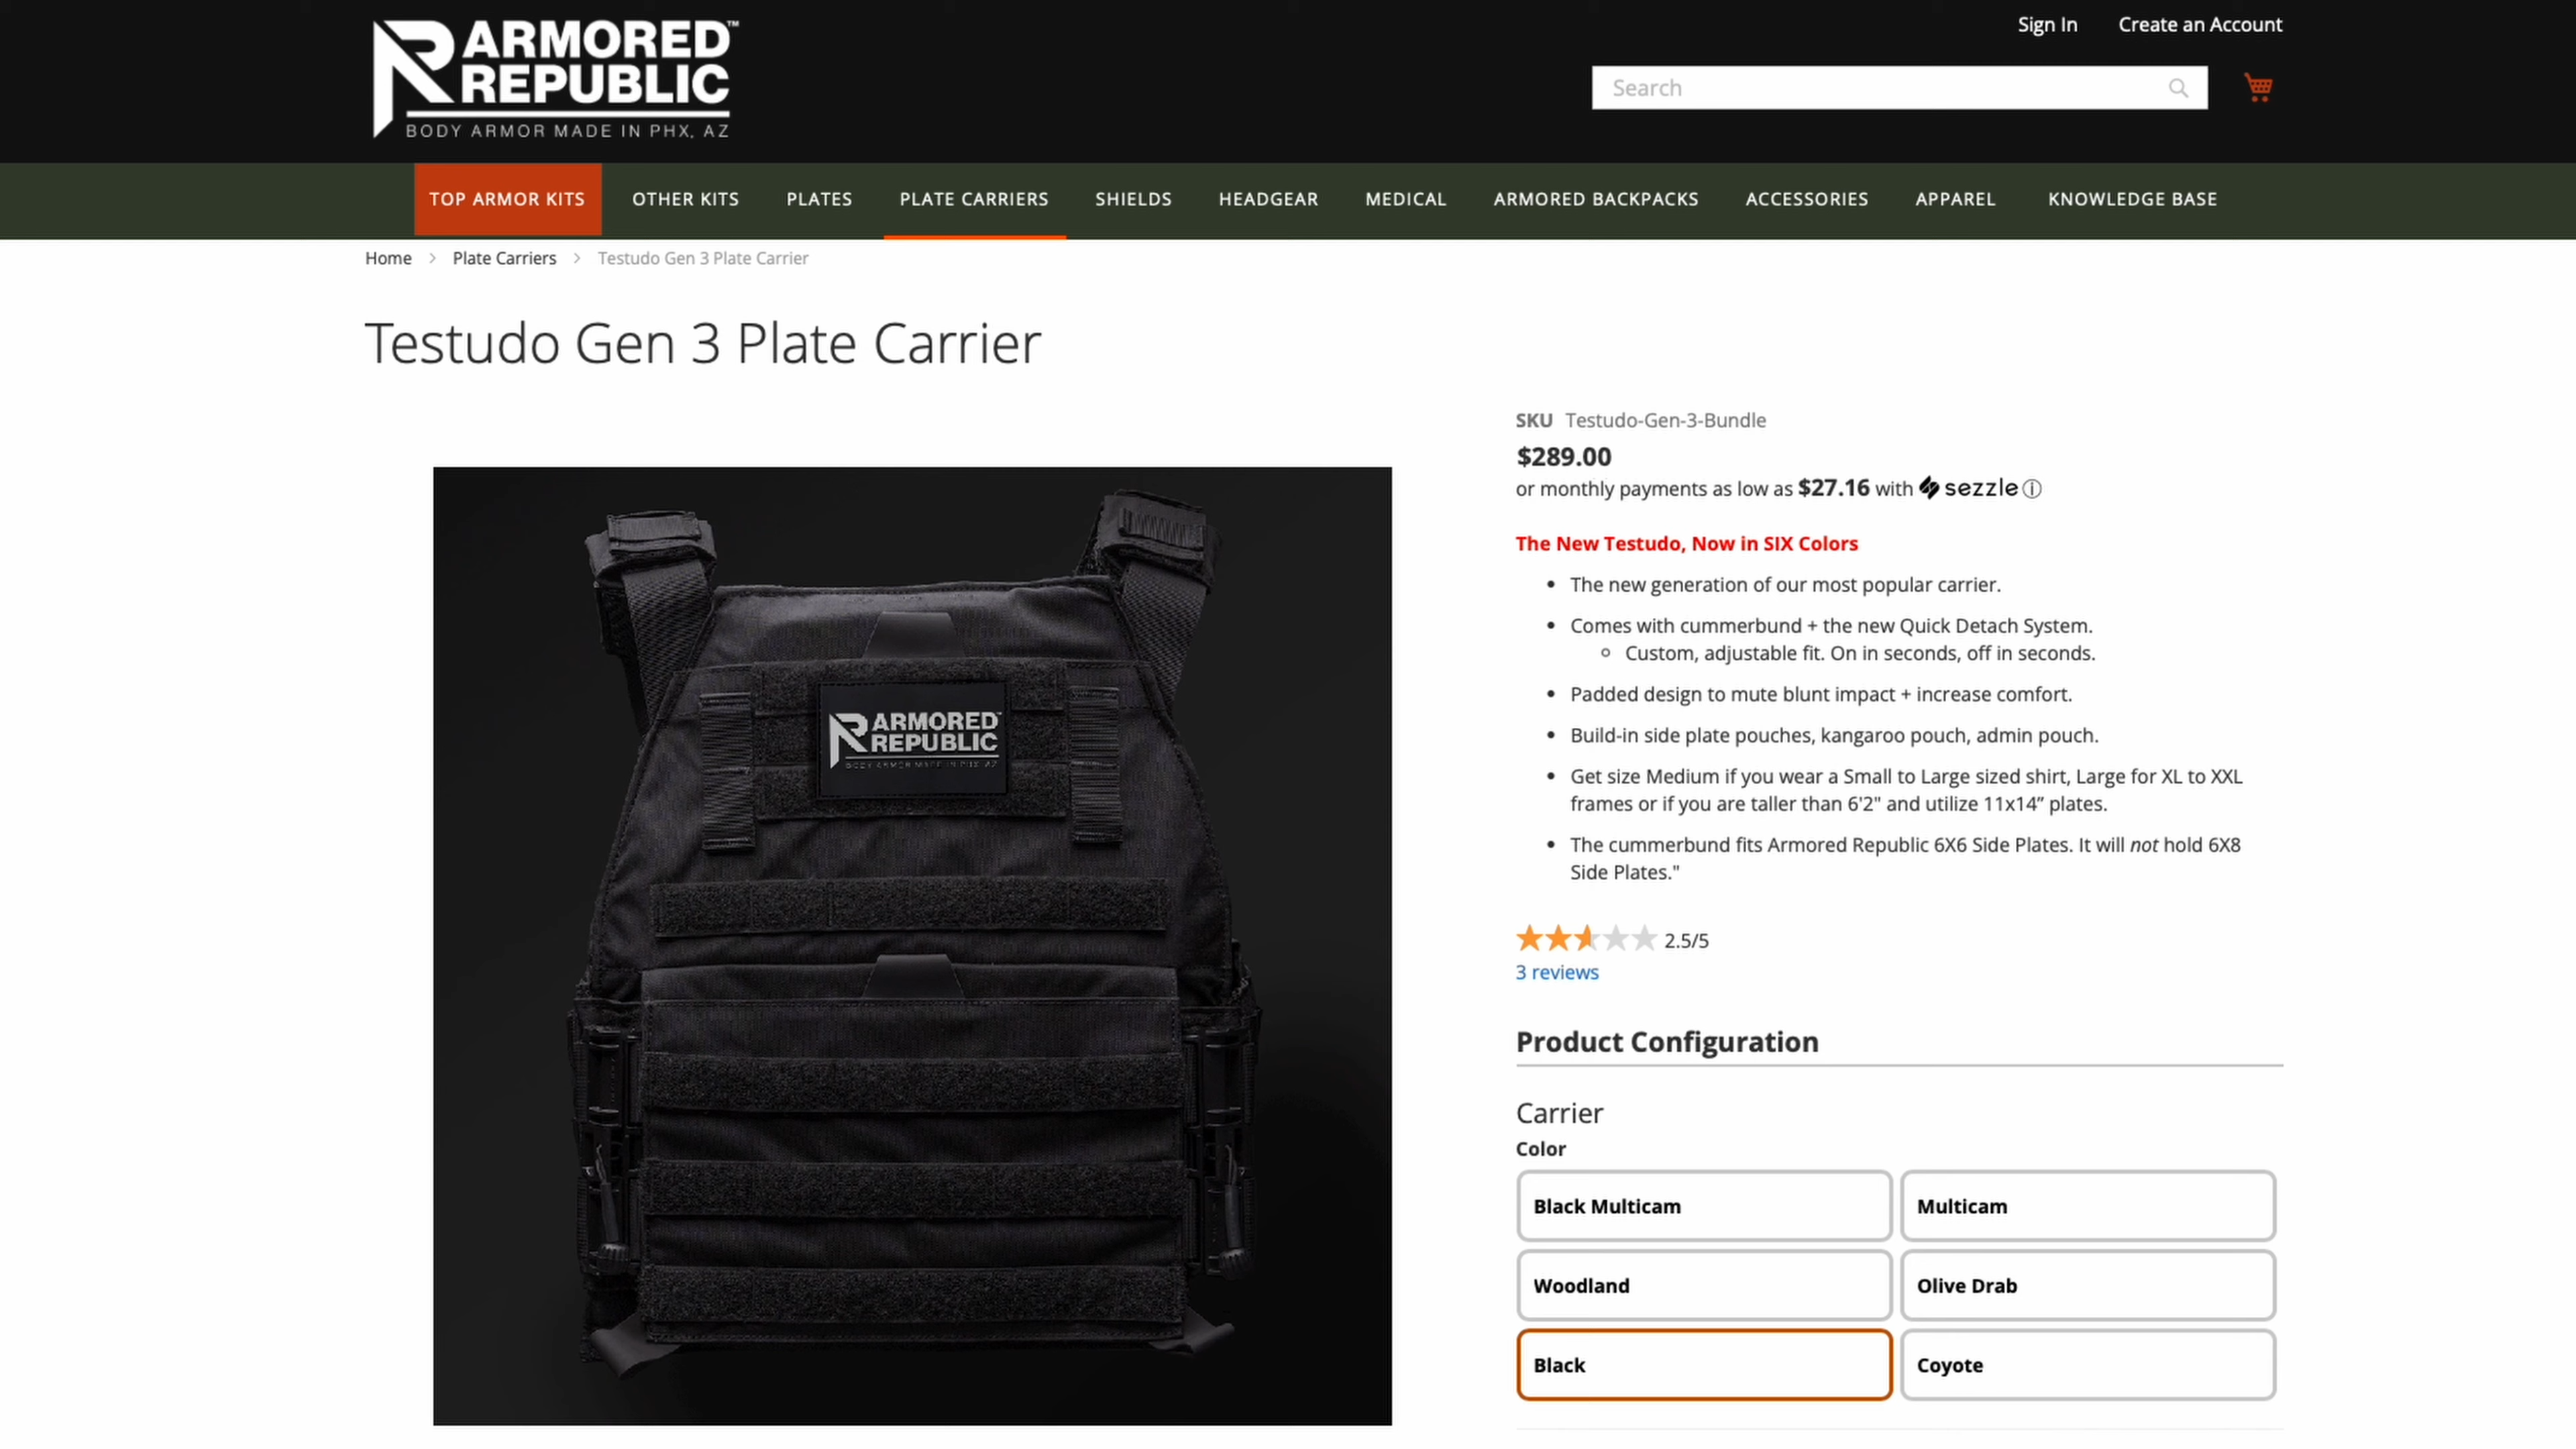 ARMORED™
REPUBLIC
BODY ARMOR MADE IN PHX, AZ
Sign In Create an Account
Search
TOP ARMOR KITS OTHER KITS PLATES PLATE CARRIERS SHIELDS HEADGEAR MEDICAL ARMORED BACKPACKS ACCESSORIES APPAREL KNOWLEDGE BASE
Home > Plate Carriers > Testudo Gen 3 Plate Carrier
Testudo Gen 3 Plate Carrier
SKU Testudo-Gen-3-Bundle
$289.00
or monthly payments as low as $27.16 with sezzle ⓘ
The New Testudo, Now in SIX Colors
• The new generation of our most popular carrier.
• Comes with cummerbund + the new Quick Detach System.
◦ Custom, adjustable fit. On in seconds, off in seconds.
• Padded design to mute blunt impact + increase comfort.
• Build-in side plate pouches, kangaroo pouch, admin pouch.
• Get size Medium if you wear a Small to Large sized shirt, Large for XL to XXL
frames or if you are taller than 6'2" and utilize 11x14” plates.
• The cummerbund fits Armored Republic 6X6 Side Plates. It will not hold 6X8
Side Plates."
2.5/5
3 reviews
Product Configuration
Carrier
Color
Black Multicam Multicam
Woodland Olive Drab
Black Coyote
ARMORED™
REPUBLIC
BODY ARMOR MADE IN PHX, AZ